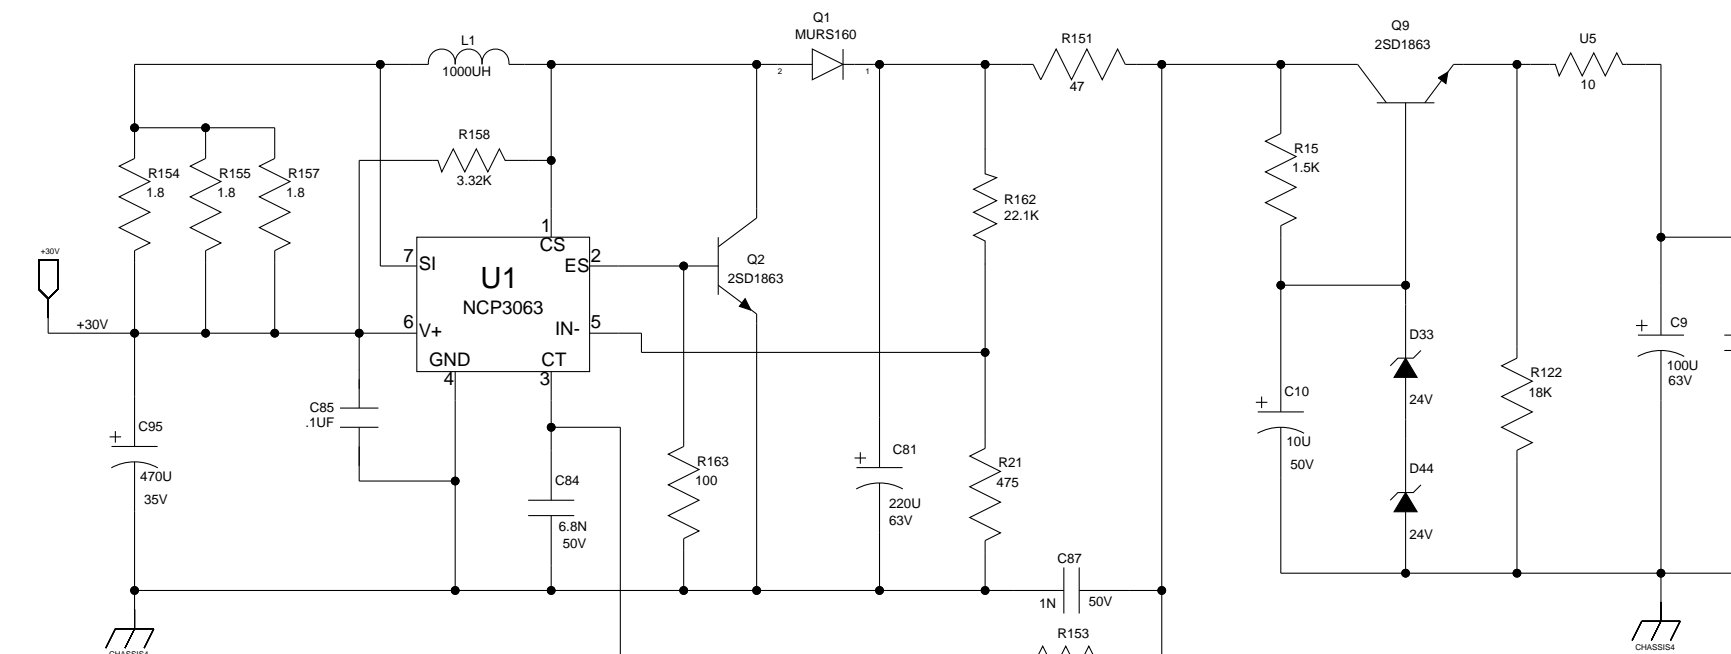 Q1
MURS160
Q9
2SD1863
L1
1000UH
R151
47
U5
10
2
1
R158
3.32K
R154
1.8
R155
1.8
R157
1.8
R15
1.5K
R162
22.1K
+30V
+30V
1
CS
7
SI
ES
2
U1
NCP3063
6
V+
IN-
5
GND
4
CT
3
Q2
2SD1863
D33
24V
C9
+
100U
63V
R122
18K
C10
+
10U
50V
C85
.1UF
C95
+
470U
35V
C84
6.8N
50V
R163
100
C81
+
220U
63V
R21
475
D44
24V
C87
1N
50V
R153
CHASSIS4
CHASSIS4